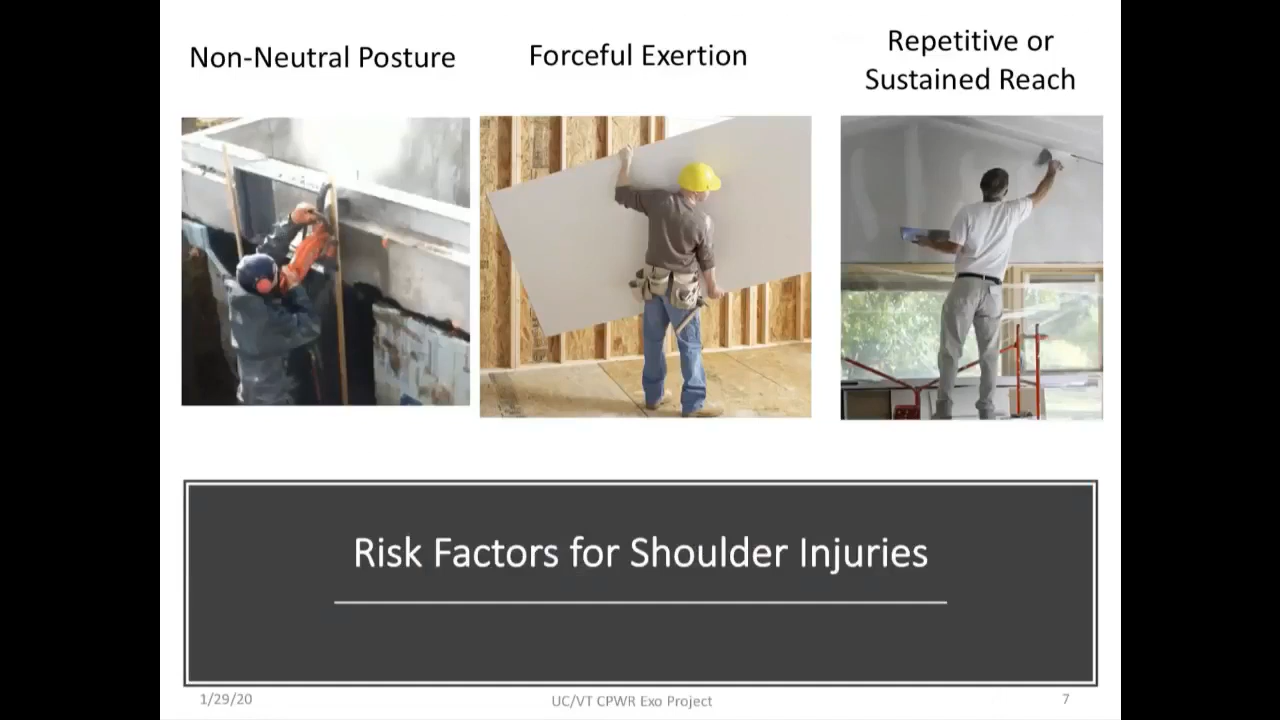 Non-Neutral Posture
Forceful Exertion
Repetitive or
Sustained Reach
Risk Factors for Shoulder Injuries
1/29/20
UC/VT CPWR Exo Project
7